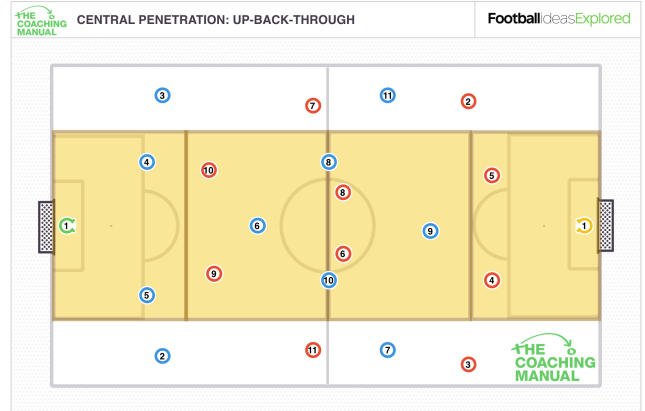 THE
COACHING
MANUAL
CENTRAL PENETRATION: UP-BACK-THROUGH
FootballIdeasExplored
3
11
7
2
4
8
10
5
8
1
6
9
1
6
9
10
4
5
2
11
7
3
THE
COACHING
MANUAL